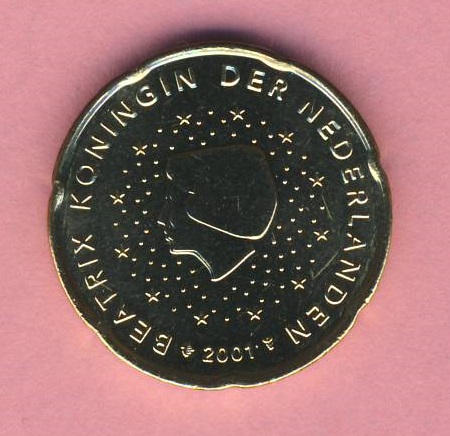 BEATRIX KONINGIN DER NEDERLANDEN
2001